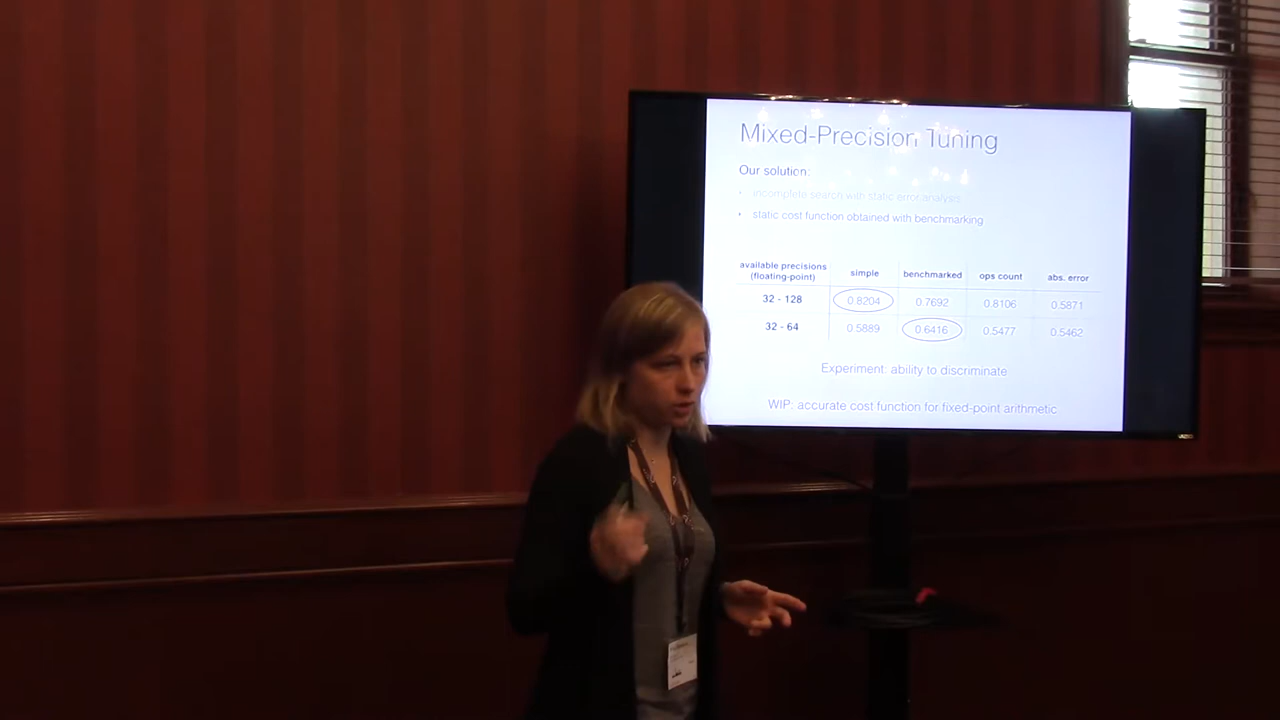 Mixed-Precision Tuning
Our solution:
• incomplete search with static error analysis
• static cost function obtained with benchmarking
available precisions (floating-point) simple benchmarked ops count abs. error
32 - 128 0.8204 0.7692 0.8106 0.5871
32 - 64 0.5889 0.6416 0.5477 0.5462
Experiment: ability to discriminate
WIP: accurate cost function for fixed-point arithmetic
VIZIO